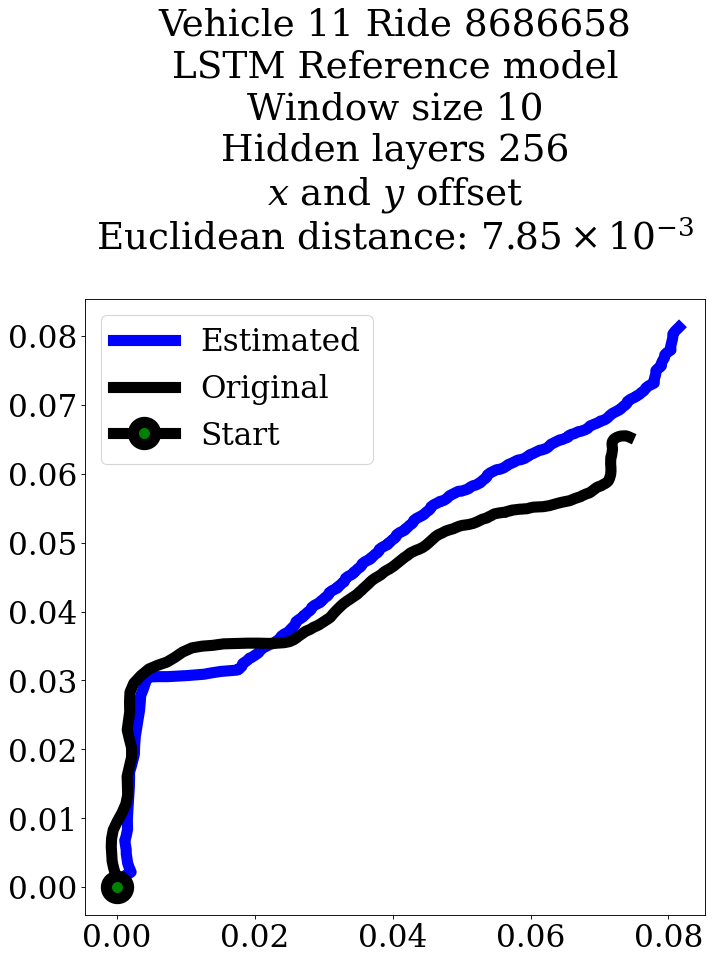 Vehicle 11 Ride 8686658
LSTM Reference model
Window size 10
Hidden layers 256
x and y offset
Euclidean distance: 7.85 × 10⁻³
Estimated
Original
Start
0.08
0.07
0.06
0.05
0.04
0.03
0.02
0.01
0.00
0.00 0.02 0.04 0.06 0.08